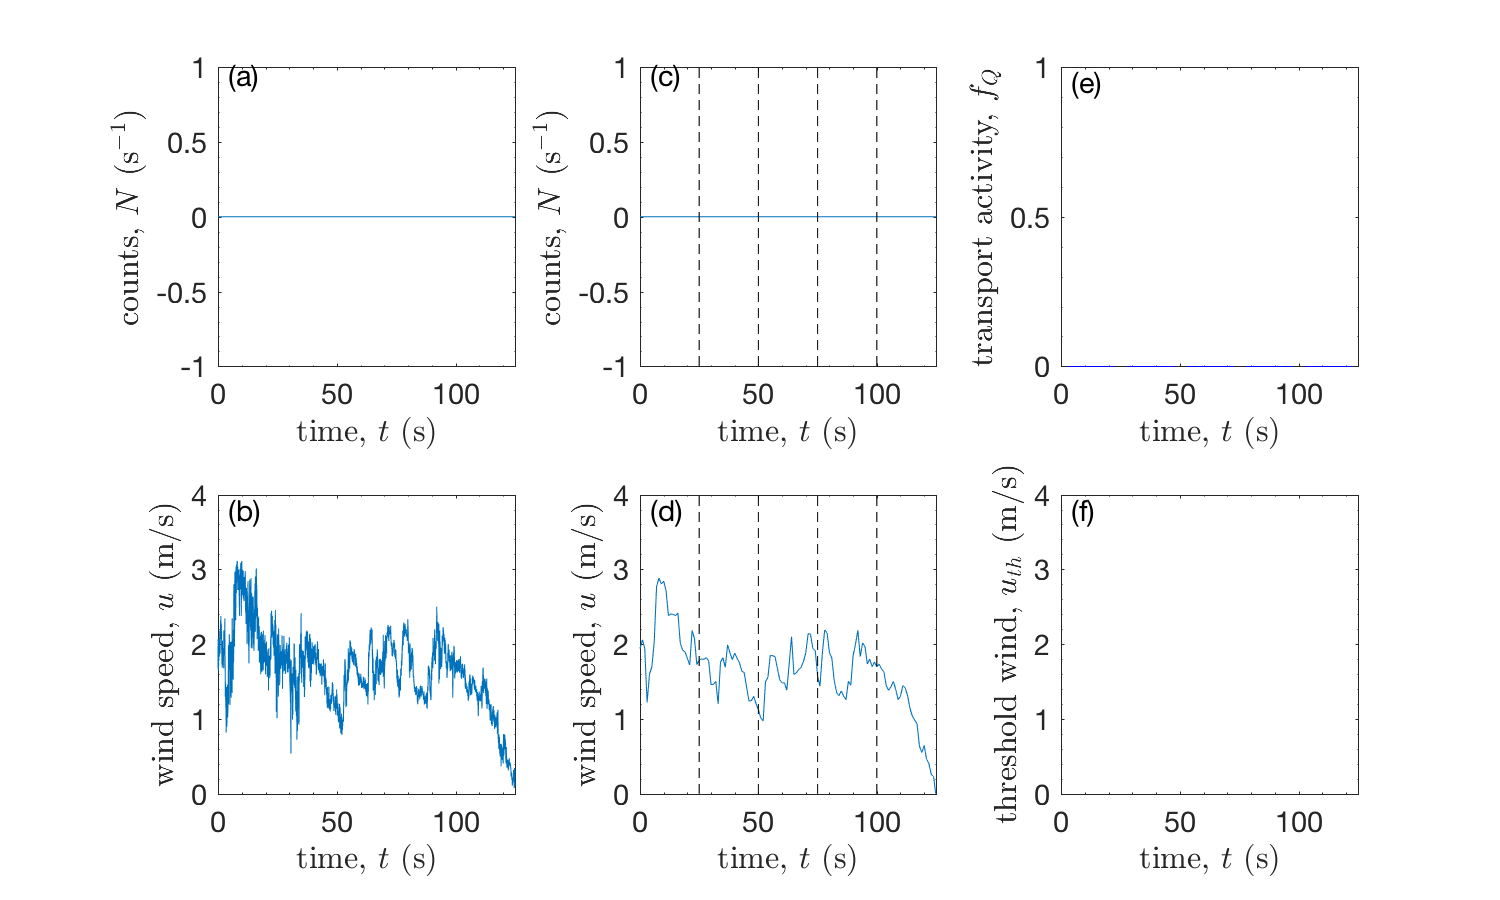 (a)
counts, N (s⁻¹)
1
0.5
0
-0.5
-1
0 50 100
time, t (s)
(c)
counts, N (s⁻¹)
1
0.5
0
-0.5
-1
0 50 100
time, t (s)
(e)
transport activity, f_Q
1
0.5
0
0 50 100
time, t (s)
(b)
wind speed, u (m/s)
4
3
2
1
0
0 50 100
time, t (s)
(d)
wind speed, u (m/s)
4
3
2
1
0
0 50 100
time, t (s)
(f)
threshold wind, u_th (m/s)
4
3
2
1
0
0 50 100
time, t (s)